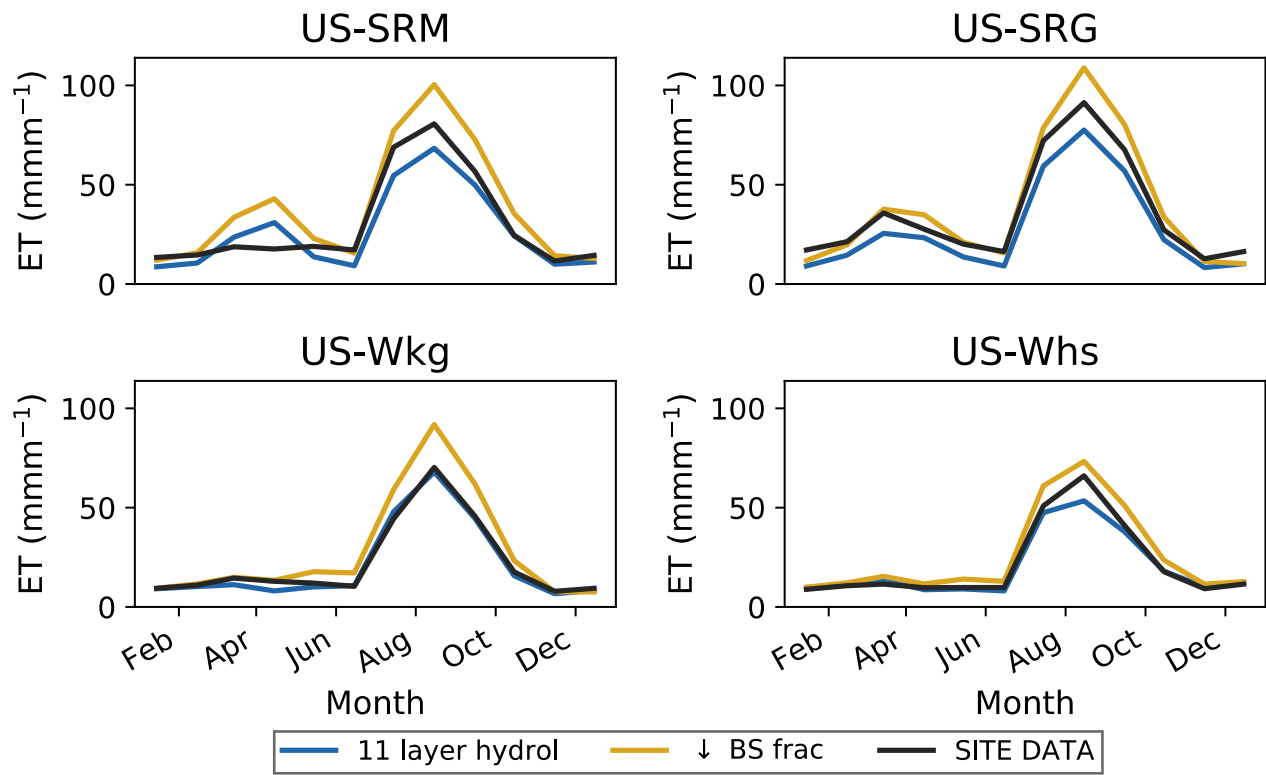 US-SRM
US-SRG
ET (mmm⁻¹)
100
50
0
ET (mmm⁻¹)
100
50
0
US-Wkg
US-Whs
ET (mmm⁻¹)
100
50
0
ET (mmm⁻¹)
100
50
0
Feb Apr Jun Aug Oct Dec
Feb Apr Jun Aug Oct Dec
Month
Month
11 layer hydrol ↓ BS frac SITE DATA